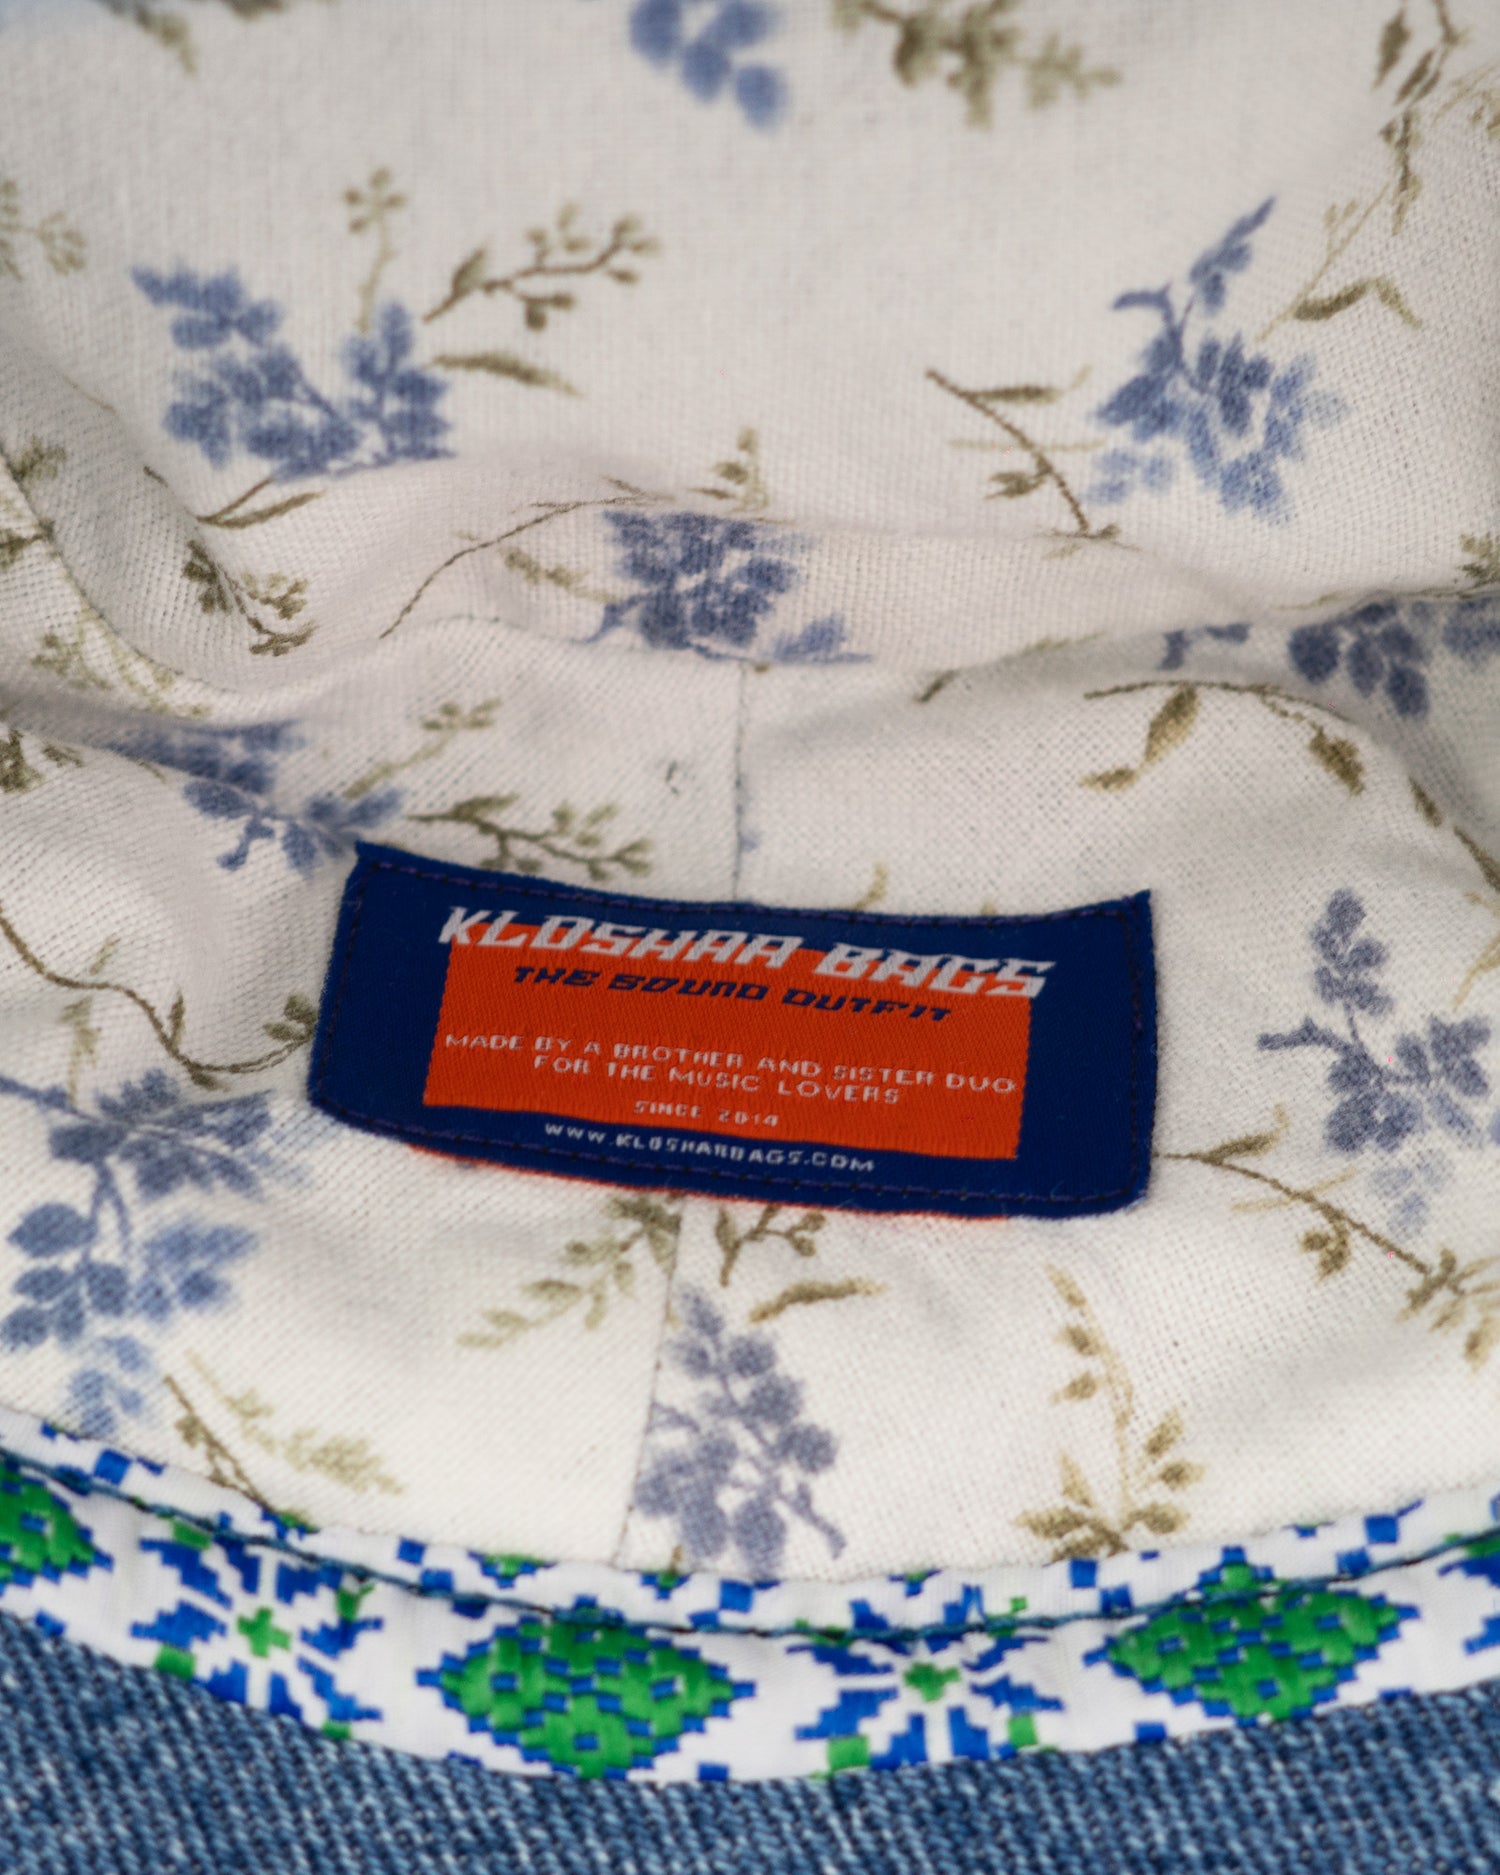 KLOSHAR BAGS
THE SOUND OUTFIT
MADE BY A BROTHER AND SISTER DUO
FOR THE MUSIC LOVERS
SINCE 2014
WWW.KLOSHARBAGS.COM